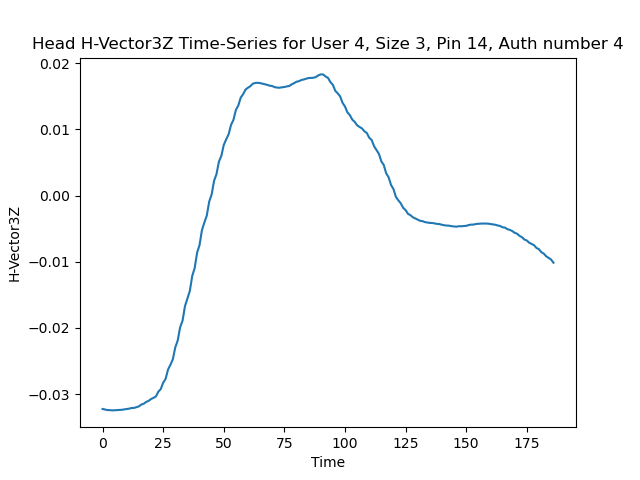 Head H-Vector3Z Time-Series for User 4, Size 3, Pin 14, Auth number 4
0.02
0.01
0.00
−0.01
−0.02
−0.03
H-Vector3Z
0 25 50 75 100 125 150 175
Time